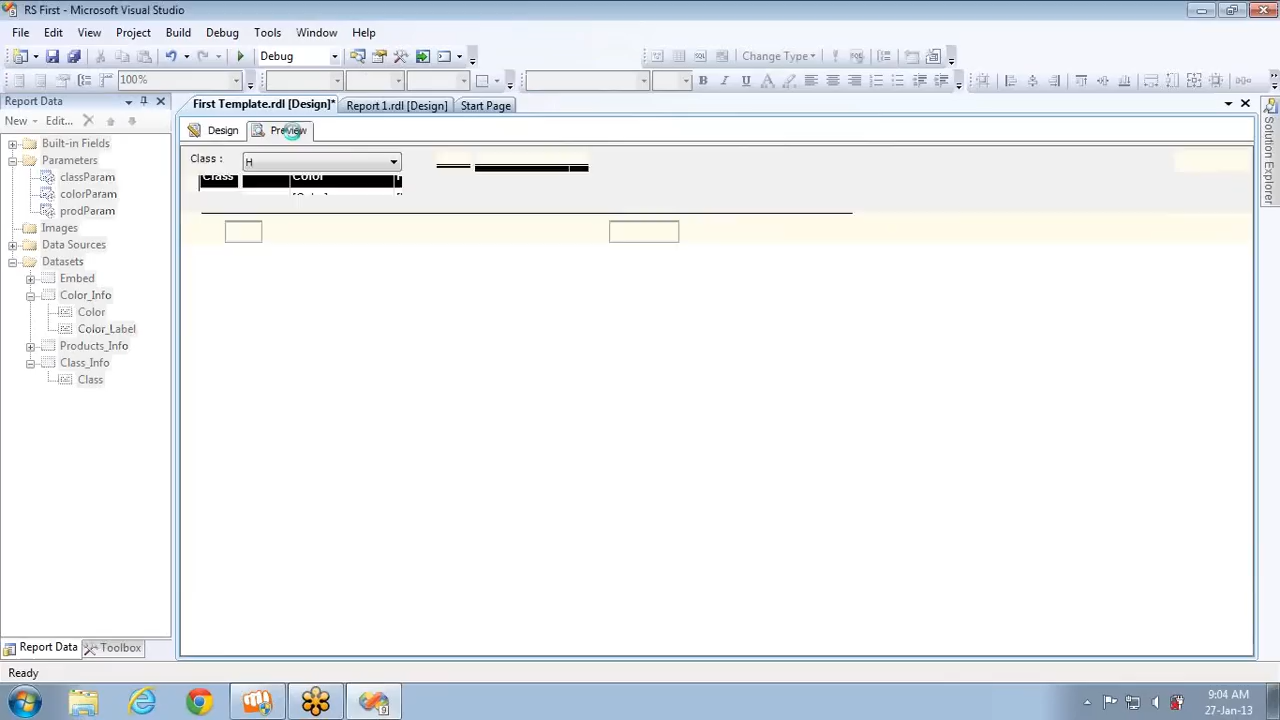 RS First - Microsoft Visual Studio
File Edit View Project Build Debug Tools Window Help
Debug
Change Type
100%
Report Data
First Template.rdl [Design]* Report 1.rdl [Design] Start Page
New Edit...
Design Preview
Built-in Fields
Parameters
classParam
colorParam
prodParam
Images
Data Sources
Datasets
Embed
Color_Info
Color
Color_Label
Products_Info
Class_Info
Class
Class : H
Class Color
Solution Explorer
Report Data Toolbox
Ready
9:04 AM
27-Jan-13